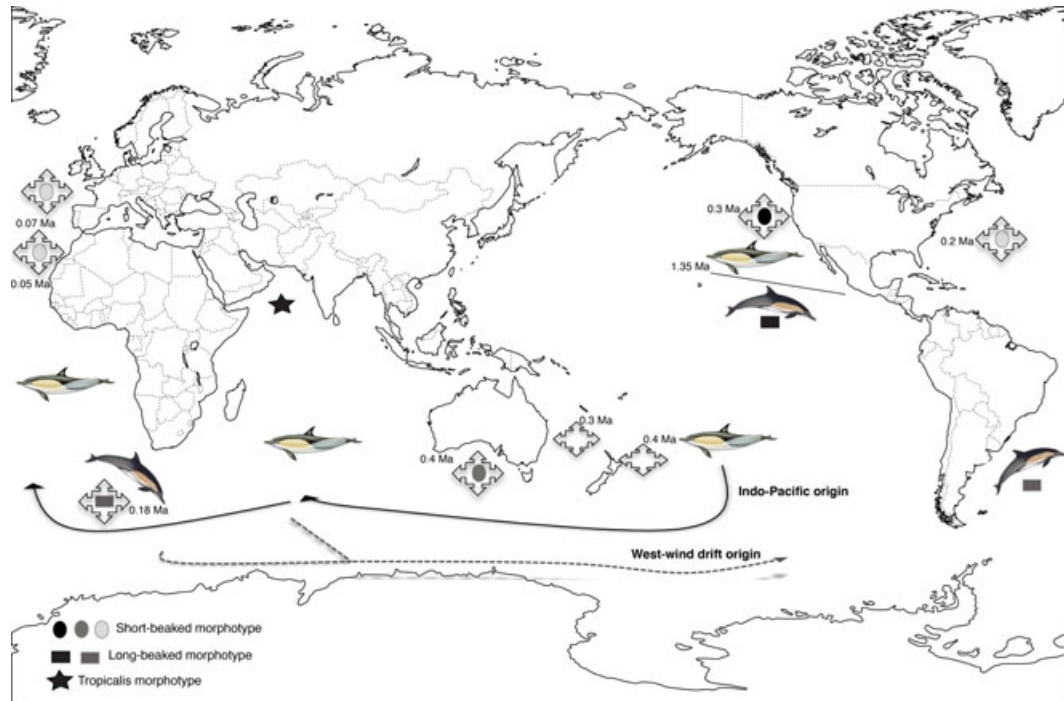 0.07 Ma
0.05 Ma
0.3 Ma
0.2 Ma
1.35 Ma
0.3 Ma
0.4 Ma
0.4 Ma
0.18 Ma
Indo-Pacific origin
West-wind drift origin
Short-beaked morphotype
Long-beaked morphotype
Tropicalis morphotype